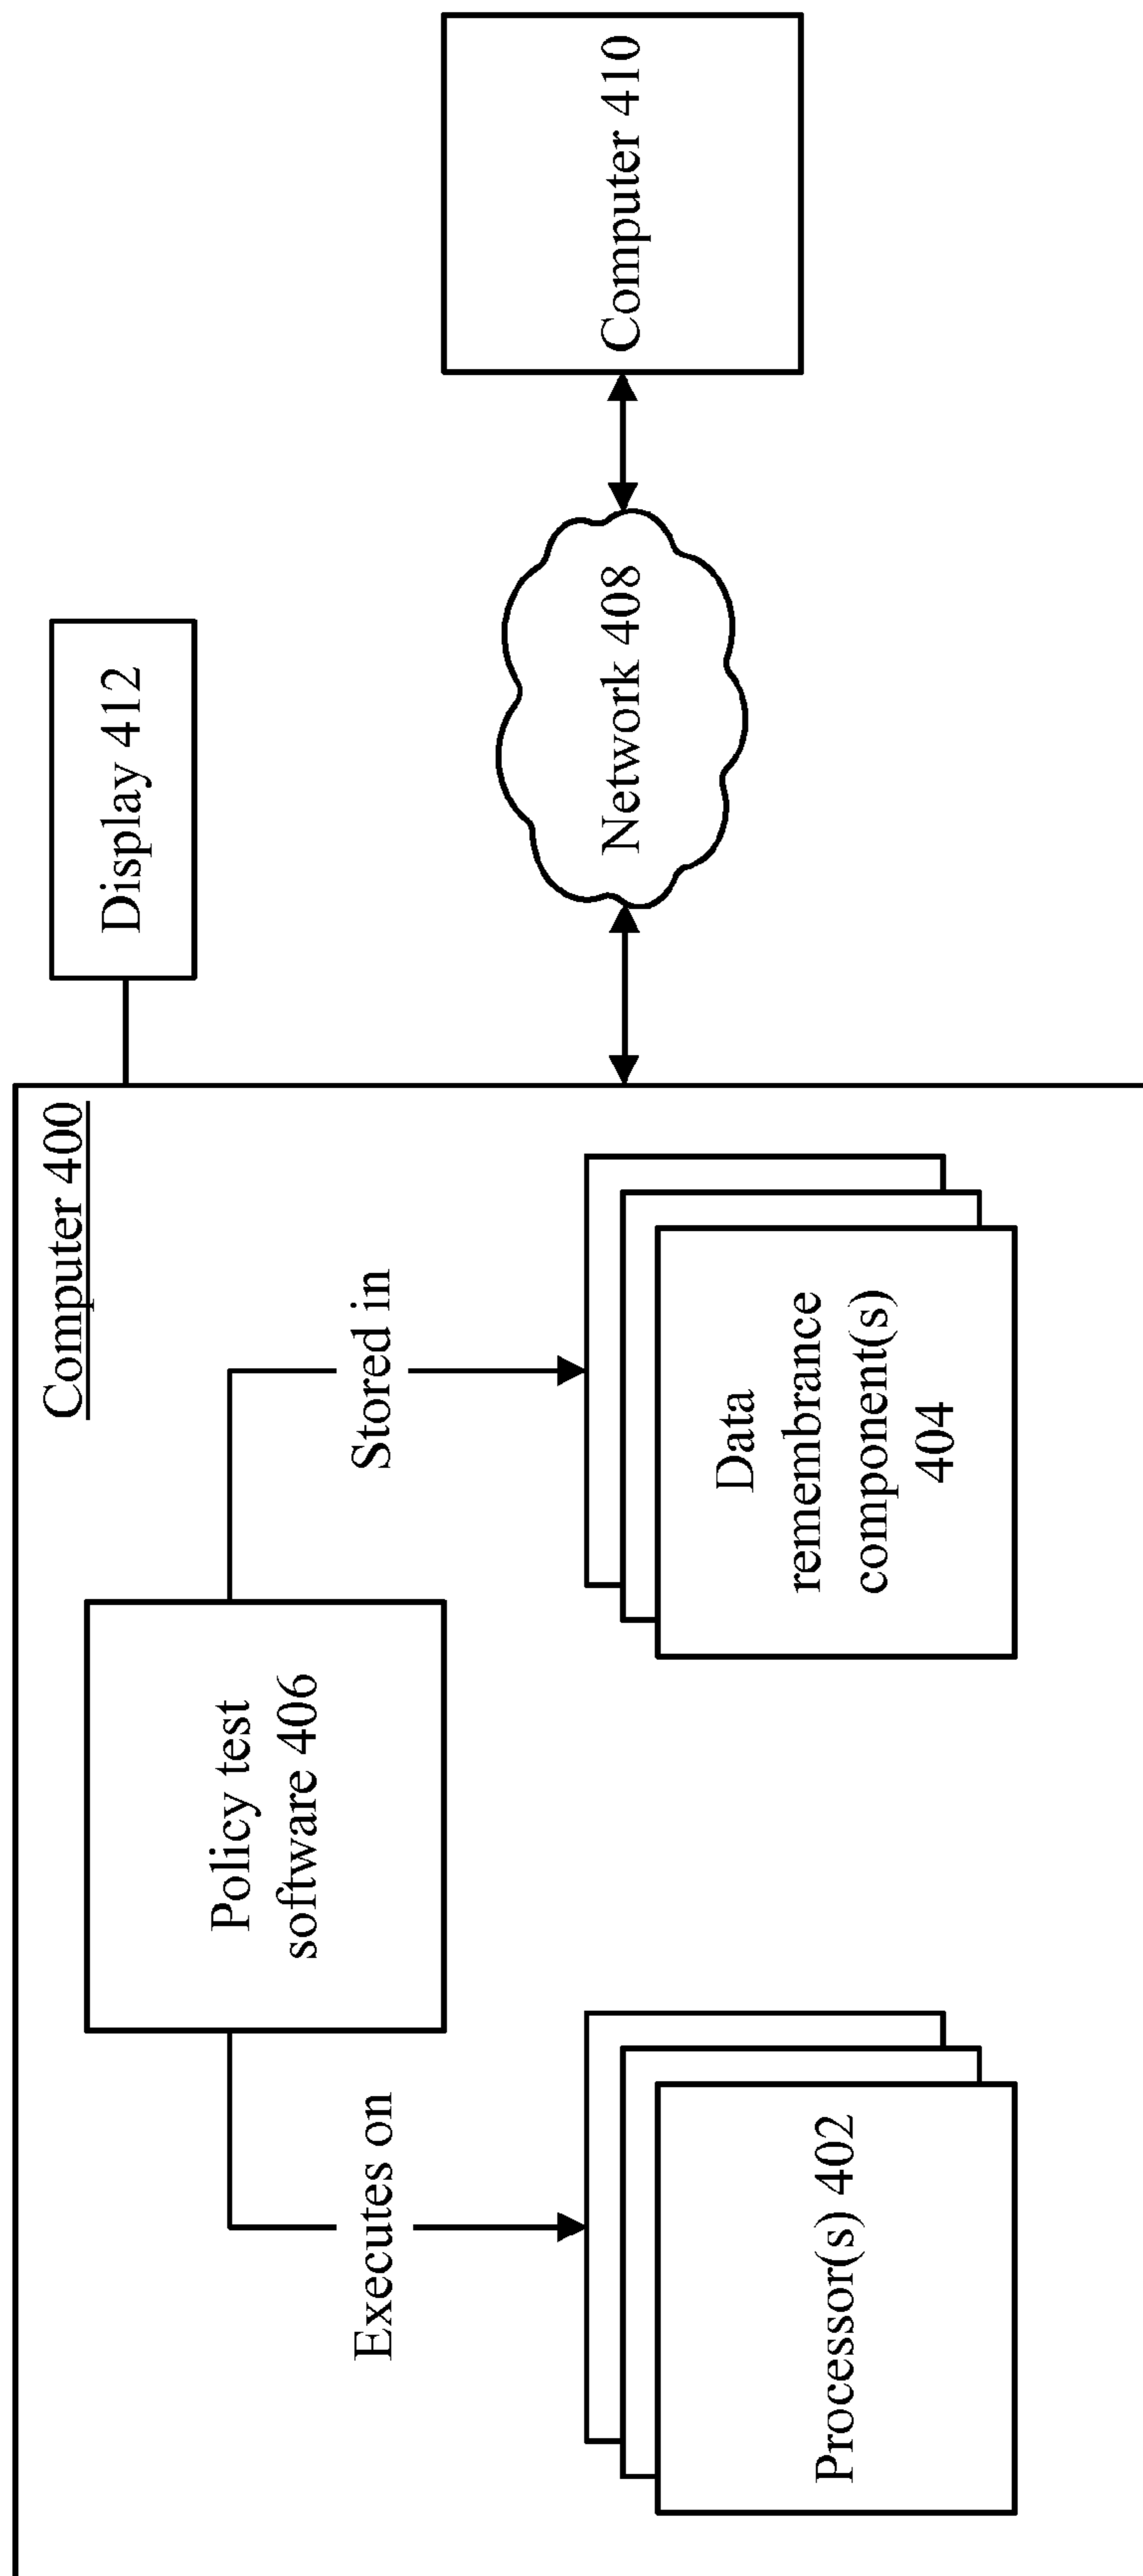 Computer 400
Display 412
Policy test
software 406
Executes on
Stored in
Network 408
Computer 410
Processor(s) 402
Data
remembrance
component(s)
404